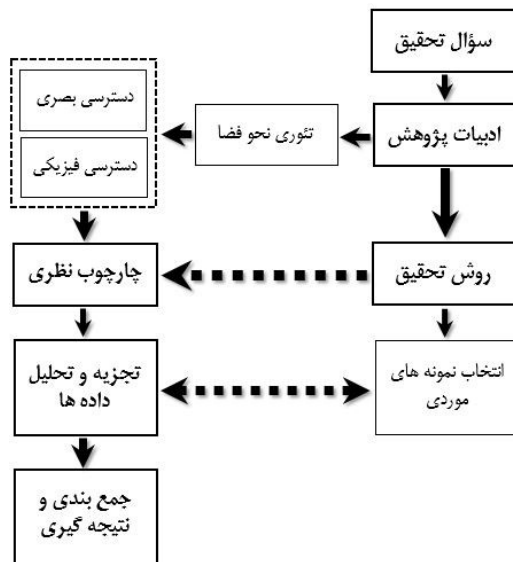 سؤال تحقیق
ادبیات پژوهش
تئوری نحو فضا
دسترسی بصری
دسترسی فیزیکی
روش تحقیق
چارچوب نظری
انتخاب نمونه های
موردی
تجزیه و تحلیل
داده ها
جمع بندی و
نتیجه گیری